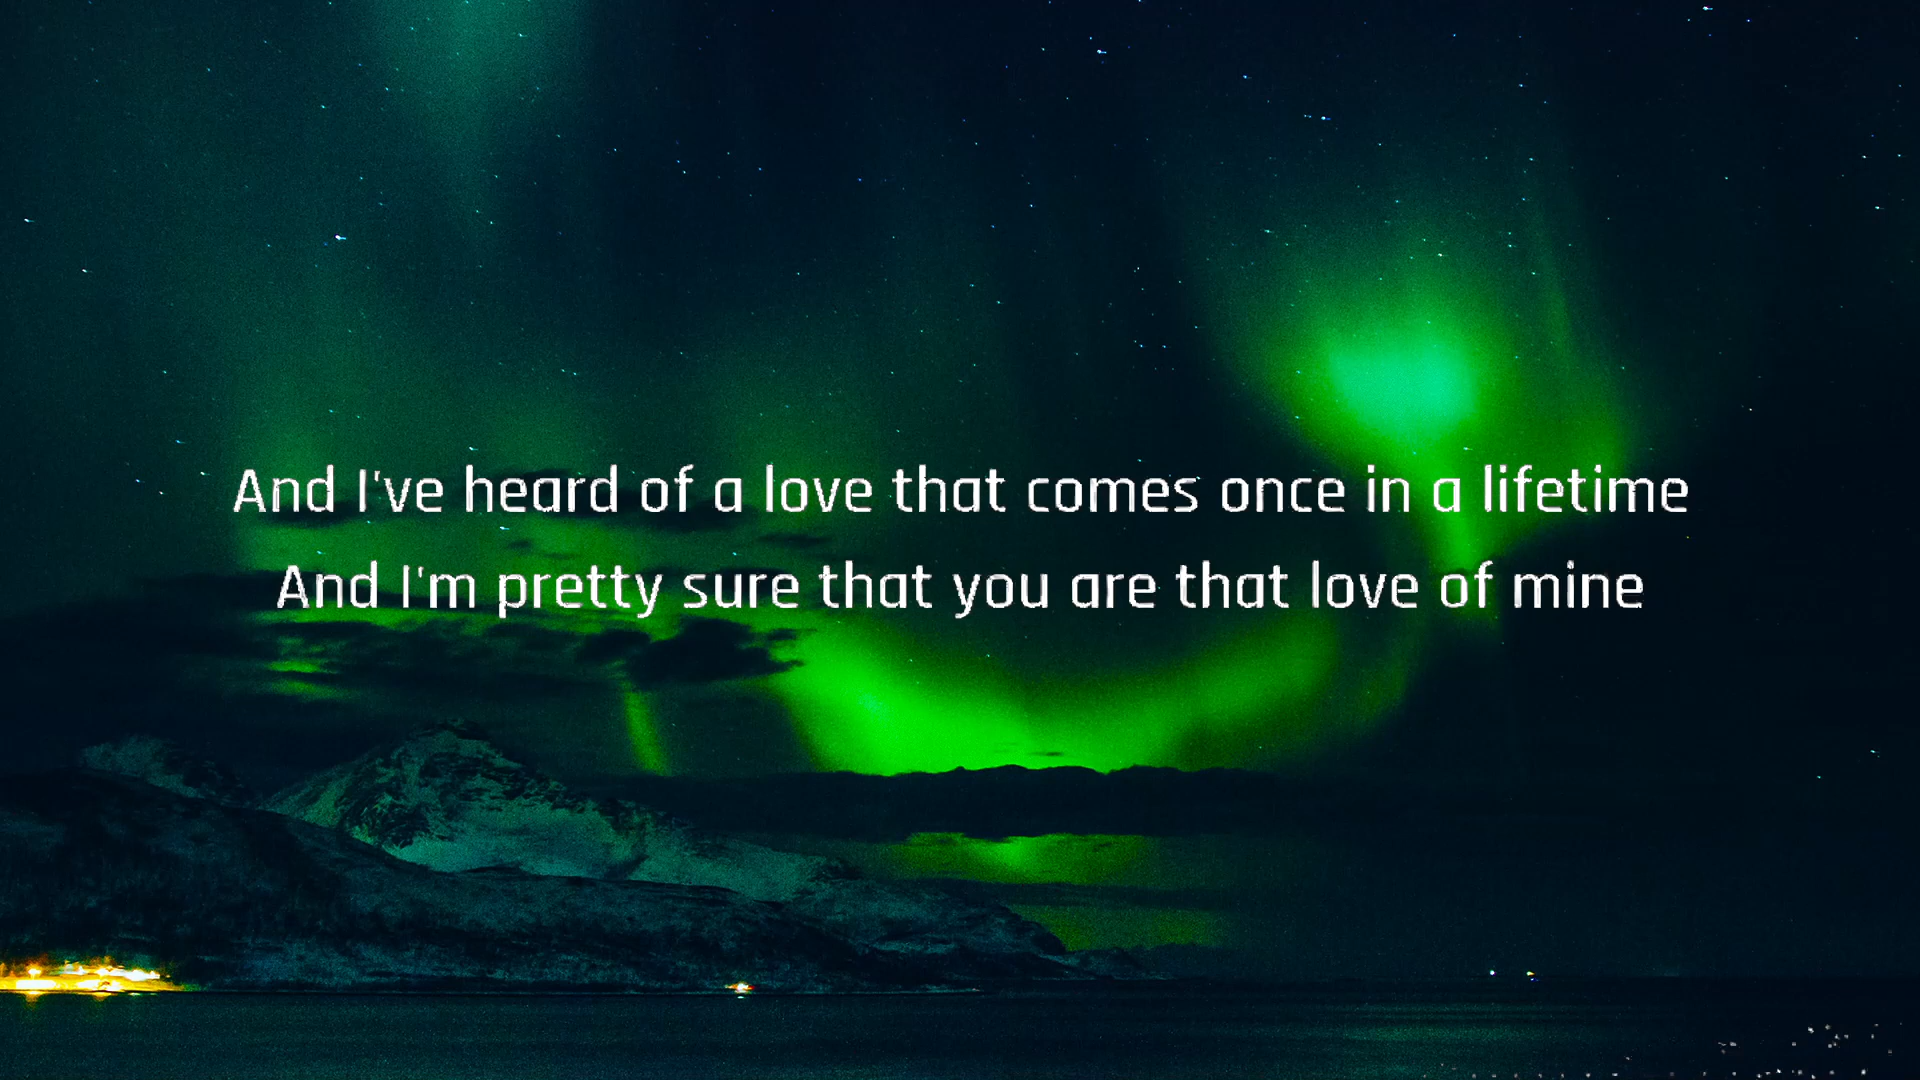 And I've heard of a love that comes once in a lifetime
And I'm pretty sure that you are that love of mine